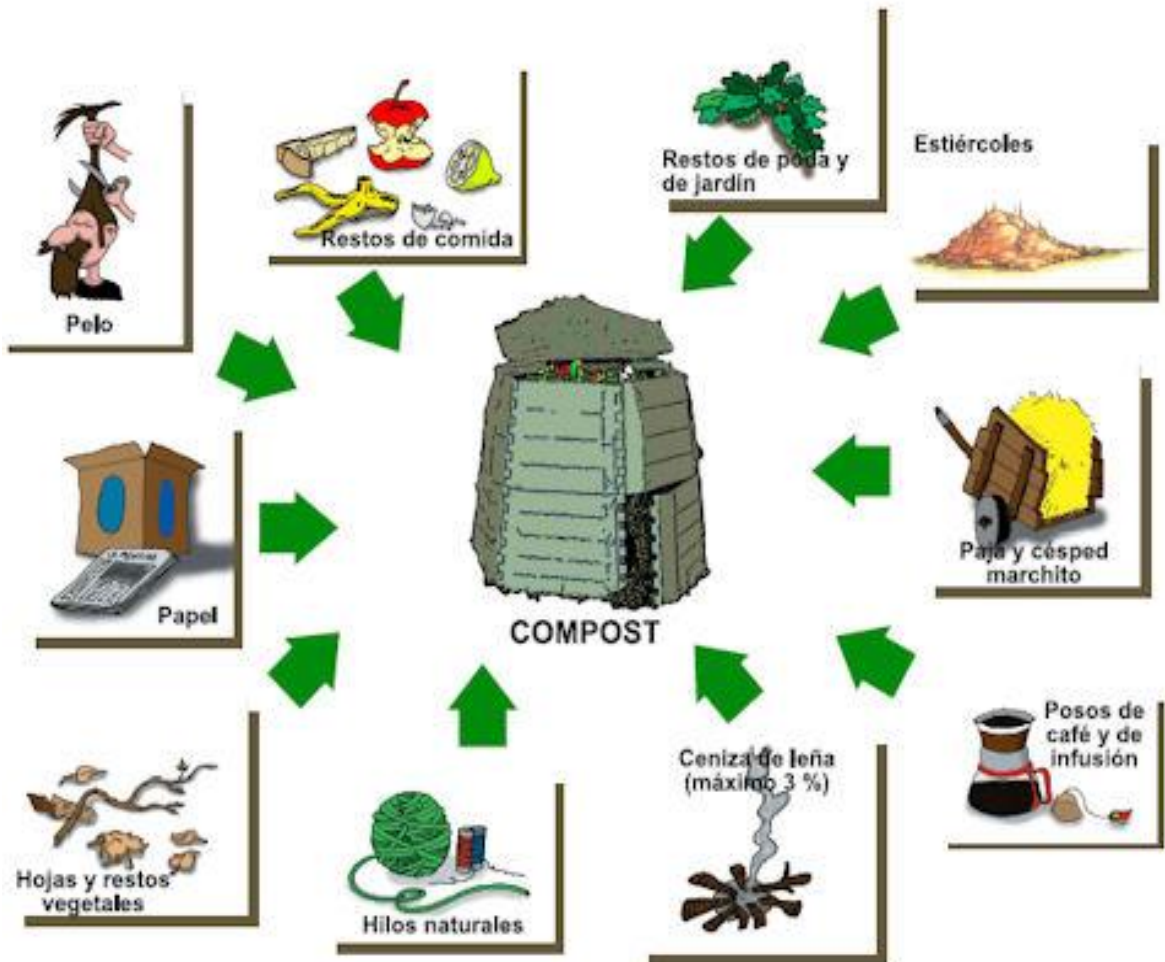 Pelo
Restos de comida
Restos de poda y
de jardín
Estiércoles
Papel
COMPOST
Paja y césped
marchito
Hojas y restos
vegetales
Hilos naturales
Ceniza de leña
(máximo 3 %)
Posos de
café y de
infusión